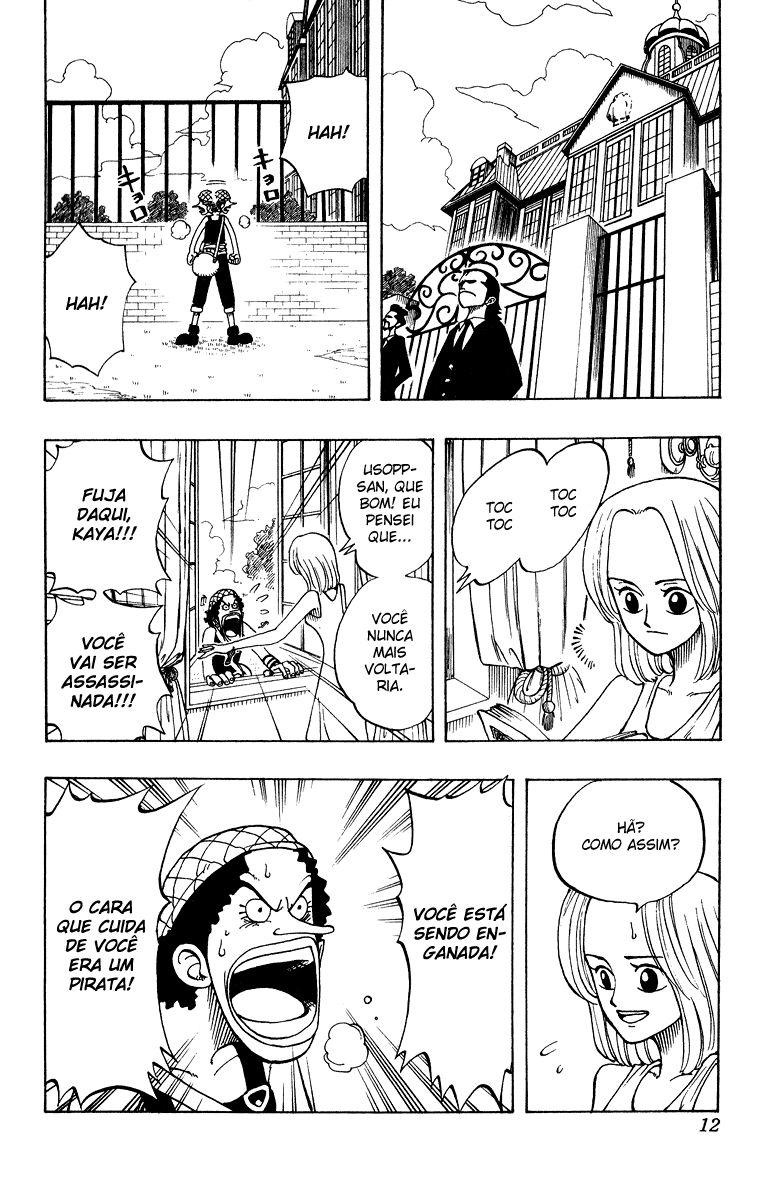 HAH!
キョロ
キョロ
HAH!
TOC
TOC
TOC
TOC
USOPP-
SAN, QUE
BOM! EU
PENSEI
QUE...
VOCÊ
NUNCA
MAIS
VOLTA-
RIA.
FUJA
DAQUI,
KAYA!!!
VOCÊ
VAI SER
ASSASSI-
NADA!!!
HÃ?
COMO ASSIM?
VOCÊ ESTÁ
SENDO EN-
GANADA!
O CARA
QUE CUIDA
DE VOCÊ
ERA UM
PIRATA!
12